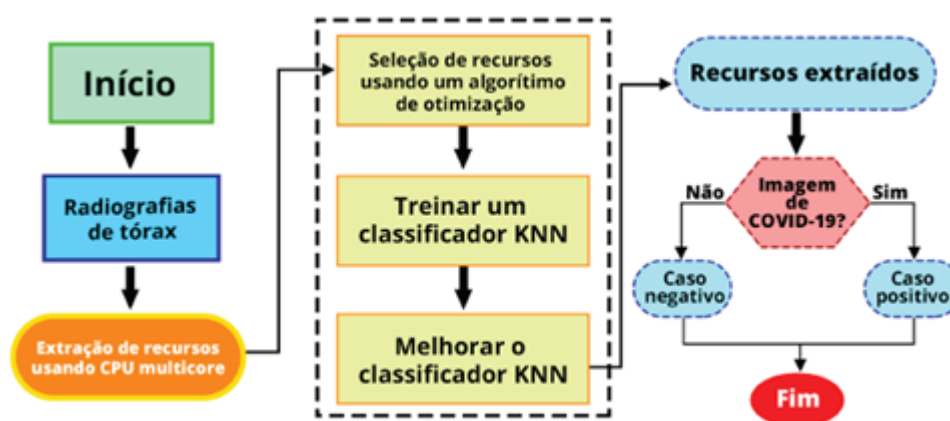 Início
Radiografias
de tórax
Extração de recursos
usando CPU multicore
Seleção de recursos
usando um algorítimo
de otimização
Treinar um
classificador KNN
Melhorar o
classificador KNN
Recursos extraídos
Imagem
de
COVID-19?
Não
Sim
Caso
negativo
Caso
positivo
Fim